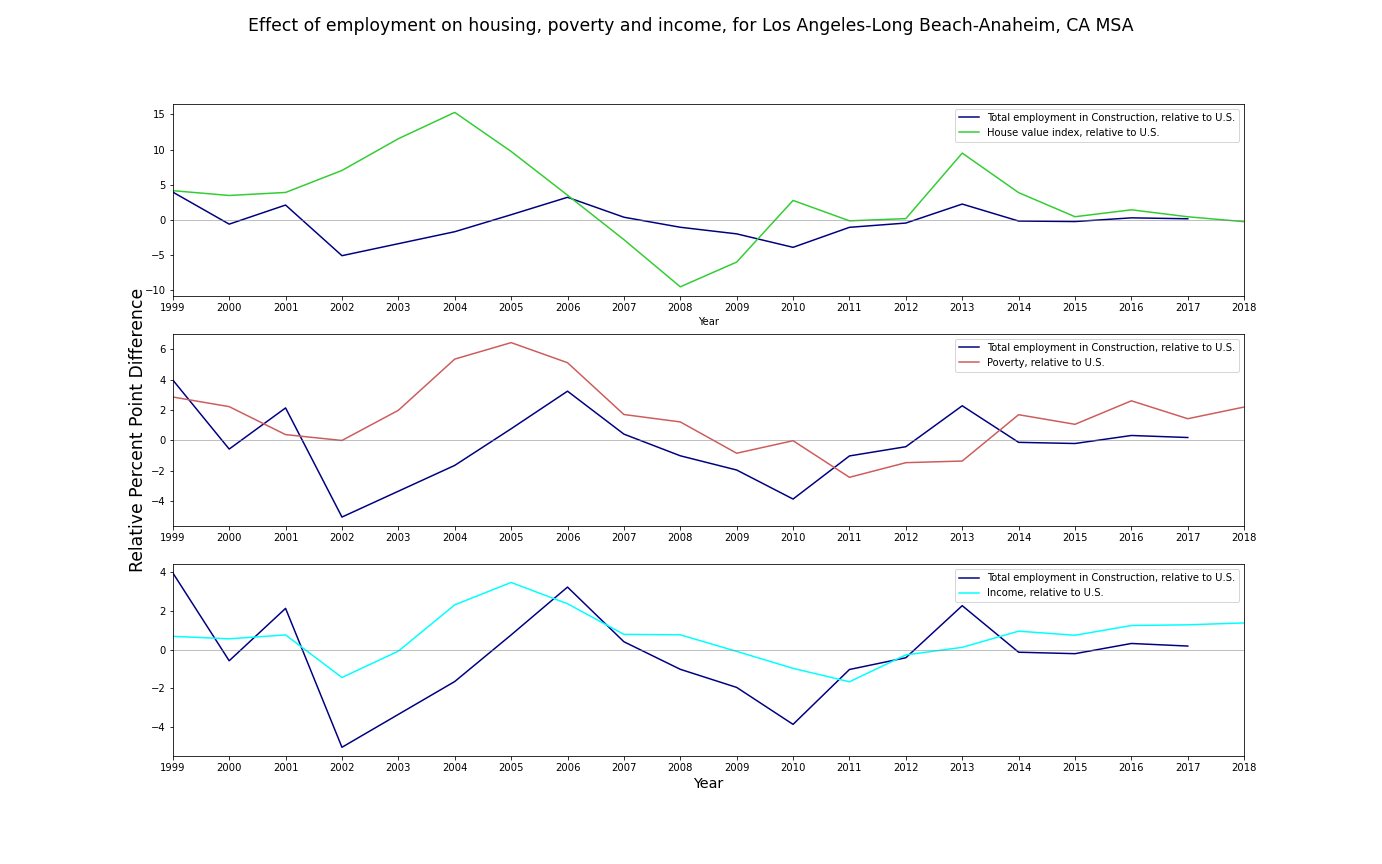 Effect of employment on housing, poverty and income, for Los Angeles-Long Beach-Anaheim, CA MSA
Relative Percent Point Difference
15
10
5
0
−5
−10
Total employment in Construction, relative to U.S.
House value index, relative to U.S.
1999 2000 2001 2002 2003 2004 2005 2006 2007 2008 2009 2010 2011 2012 2013 2014 2015 2016 2017 2018
Year
6
4
2
0
−2
−4
Total employment in Construction, relative to U.S.
Poverty, relative to U.S.
1999 2000 2001 2002 2003 2004 2005 2006 2007 2008 2009 2010 2011 2012 2013 2014 2015 2016 2017 2018
4
2
0
−2
−4
Total employment in Construction, relative to U.S.
Income, relative to U.S.
1999 2000 2001 2002 2003 2004 2005 2006 2007 2008 2009 2010 2011 2012 2013 2014 2015 2016 2017 2018
Year